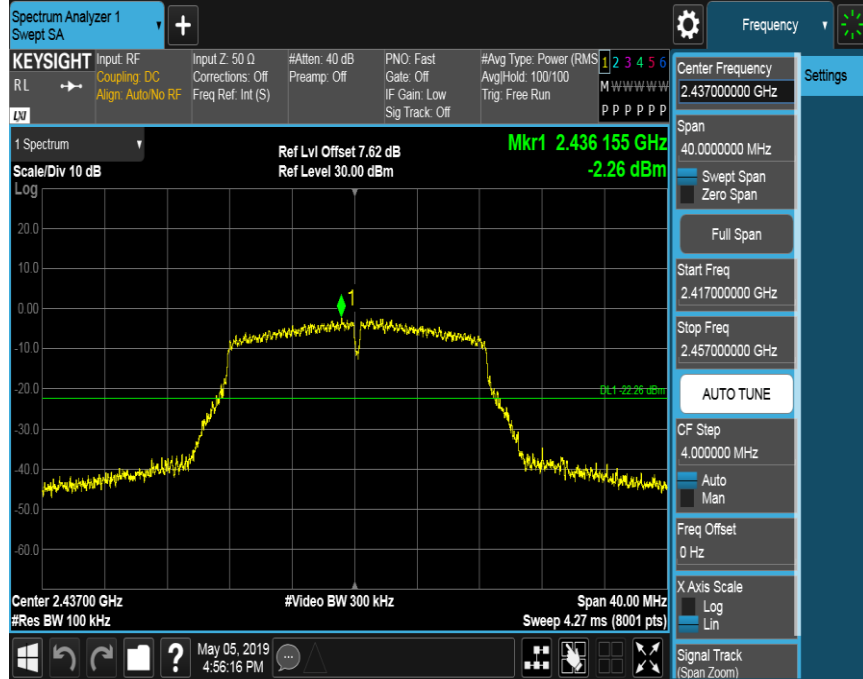 Spectrum Analyzer 1
Swept SA
+
Frequency
KEYSIGHT
RL
LXI
Input: RF
Coupling: DC
Align: Auto/No RF
Input Z: 50 Ω
Corrections: Off
Freq Ref: Int (S)
#Atten: 40 dB
Preamp: Off
PNO: Fast
Gate: Off
IF Gain: Low
Sig Track: Off
#Avg Type: Power (RMS
Avg|Hold: 100/100
Trig: Free Run
1 2 3 4 5 6
M W W W W W
P P P P P P
1 Spectrum
Scale/Div 10 dB
Log
Ref Lvl Offset 7.62 dB
Ref Level 30.00 dBm
Mkr1 2.436 155 GHz
-2.26 dBm
20.0
10.0
0.00
-10.0
-20.0
-30.0
-40.0
-50.0
-60.0
1
DL1 -22.26 dBm
Center 2.43700 GHz
#Res BW 100 kHz
#Video BW 300 kHz
Span 40.00 MHz
Sweep 4.27 ms (8001 pts)
?
May 05, 2019
4:56:16 PM
Center Frequency
2.437000000 GHz
Settings
Span
40.0000000 MHz
Swept Span
Zero Span
Full Span
Start Freq
2.417000000 GHz
Stop Freq
2.457000000 GHz
AUTO TUNE
CF Step
4.000000 MHz
Auto
Man
Freq Offset
0 Hz
X Axis Scale
Log
Lin
Signal Track
(Span Zoom)